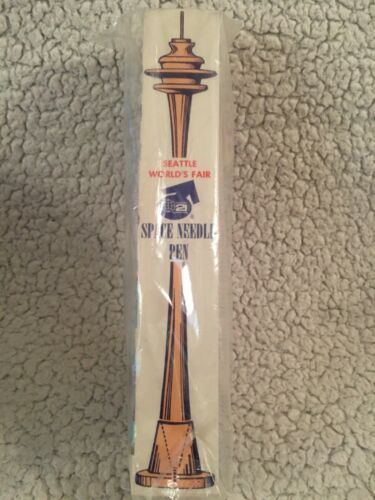 SEATTLE
WORLD'S FAIR
®
SPACE NEEDLE
PEN